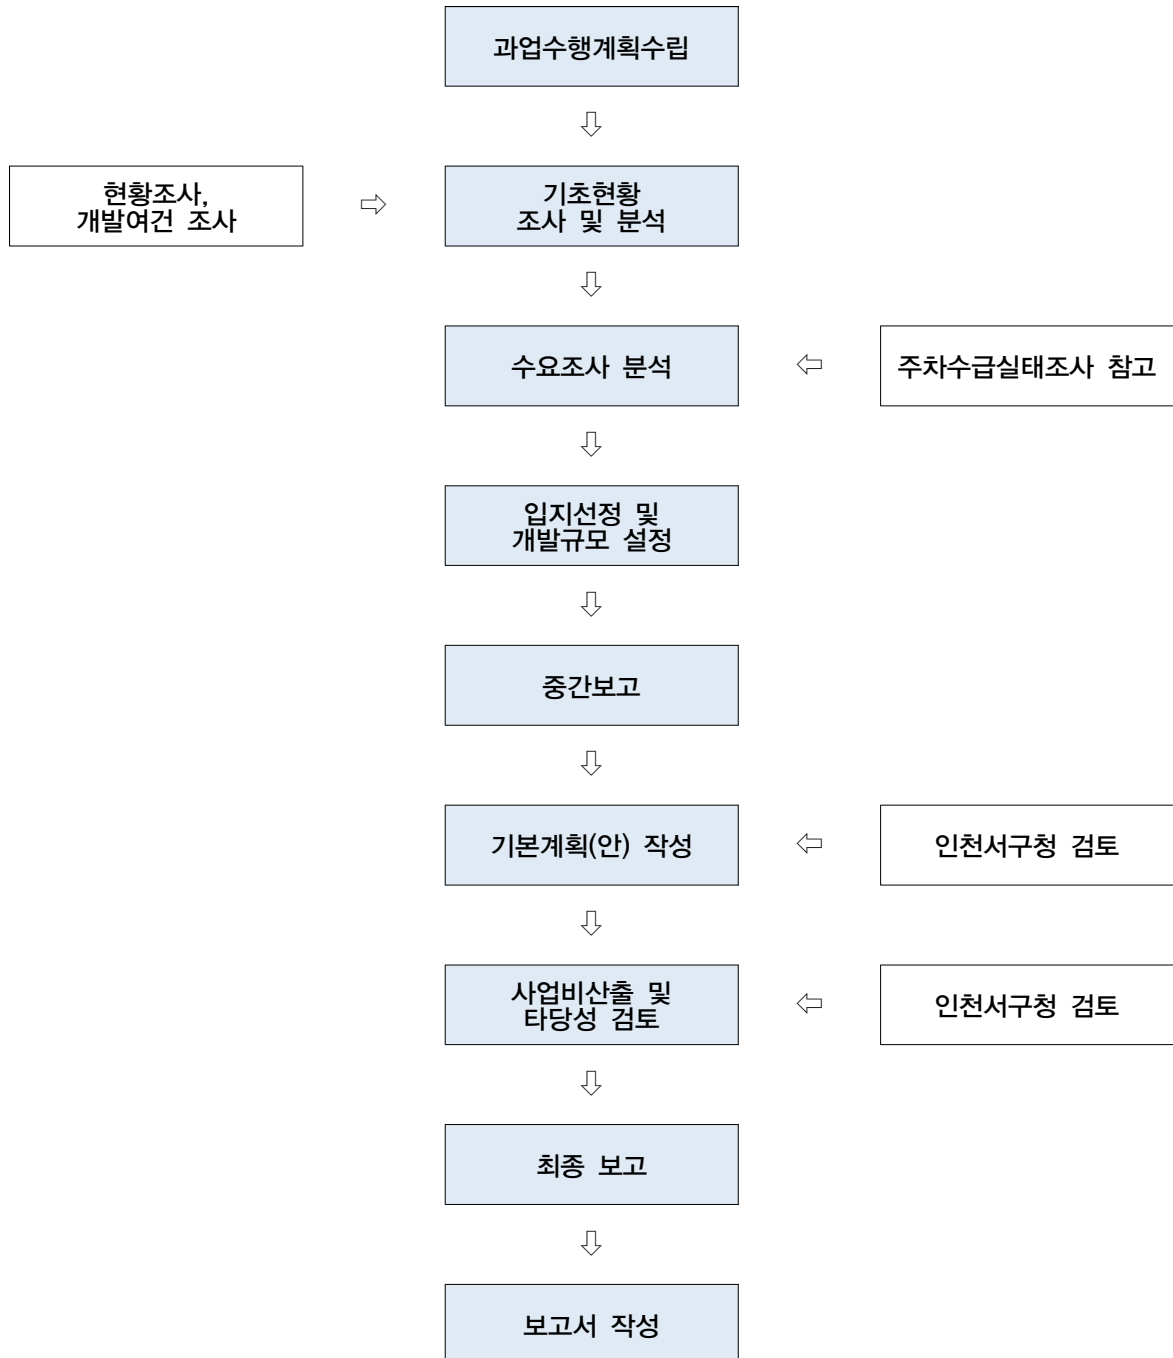 과업수행계획수립
⇩
현황조사,
개발여건 조사
⇨
기초현황
조사 및 분석
⇩
수요조사 분석
⇦
주차수급실태조사 참고
⇩
입지선정 및
개발규모 설정
⇩
중간보고
⇩
기본계획(안) 작성
⇦
인천서구청 검토
⇩
사업비산출 및
타당성 검토
⇦
인천서구청 검토
⇩
최종 보고
⇩
보고서 작성